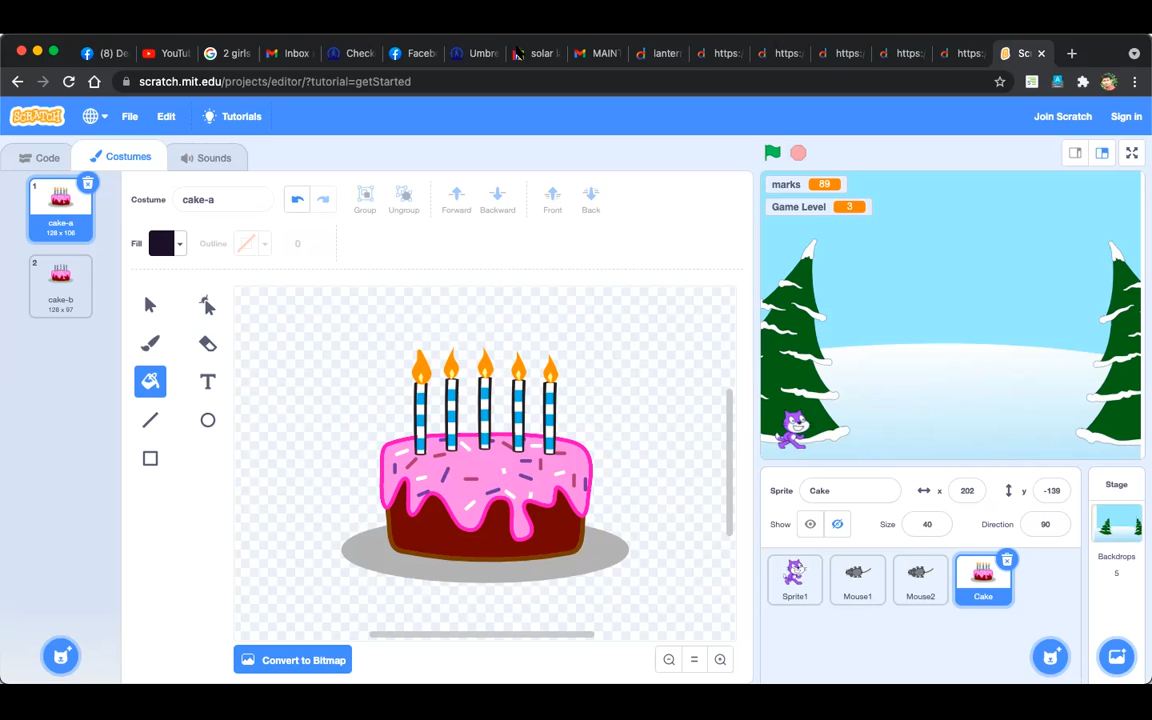 (8) De
YouTu
2 girls
Inbox
Check
Faceb
Umbre
solar l
MAIN
lantern
https:/
https:/
https:/
https:/
https:/
Scr
scratch.mit.edu/projects/editor/?tutorial=getStarted
SCRATCH
File
Edit
Tutorials
Join Scratch
Sign in
Code
Costumes
Sounds
1
cake-a
128 x 108
2
cake-b
128 x 97
Costume
cake-a
Group
Ungroup
Forward
Backward
Front
Back
Fill
Outline
0
T
Convert to Bitmap
marks 89
Game Level 3
Sprite
Cake
x
202
y
-139
Show
Size
40
Direction
90
Sprite1
Mouse1
Mouse2
Cake
Stage
Backdrops
5